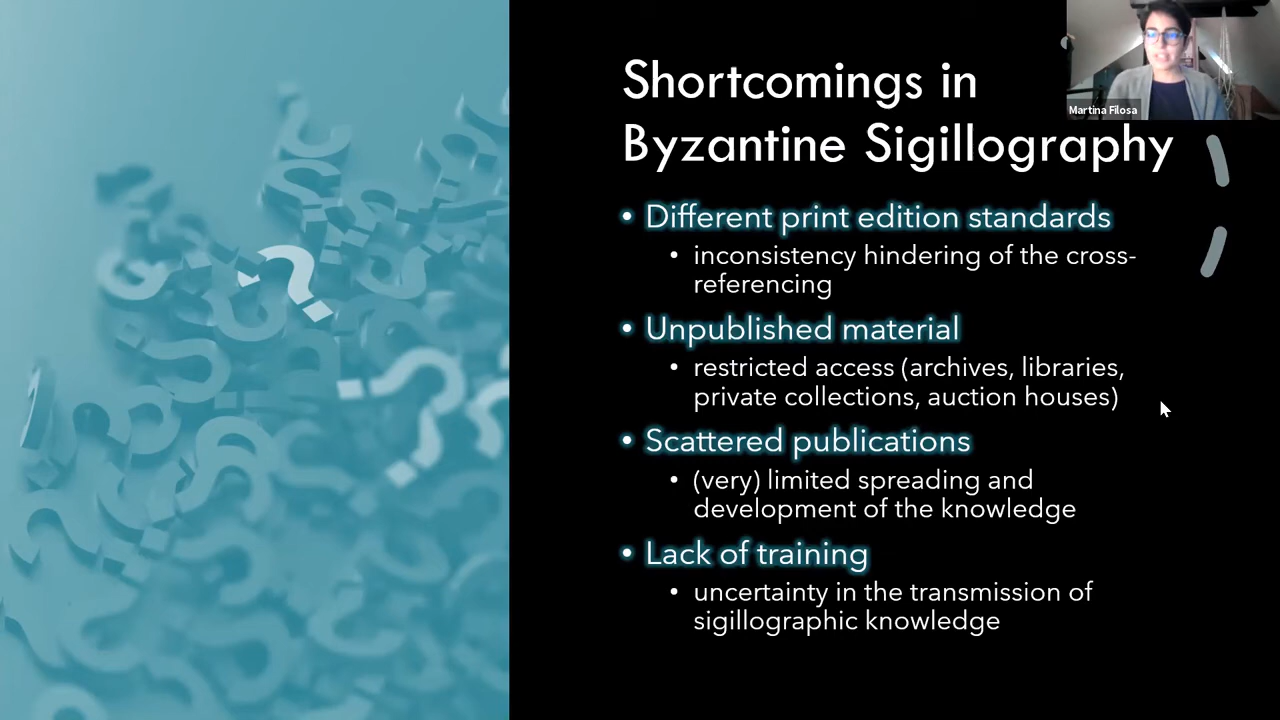 Shortcomings in
Byzantine Sigillography
Martina Filosa
• Different print edition standards
• inconsistency hindering of the cross-
referencing
• Unpublished material
• restricted access (archives, libraries,
private collections, auction houses)
• Scattered publications
• (very) limited spreading and
development of the knowledge
• Lack of training
• uncertainty in the transmission of
sigillographic knowledge